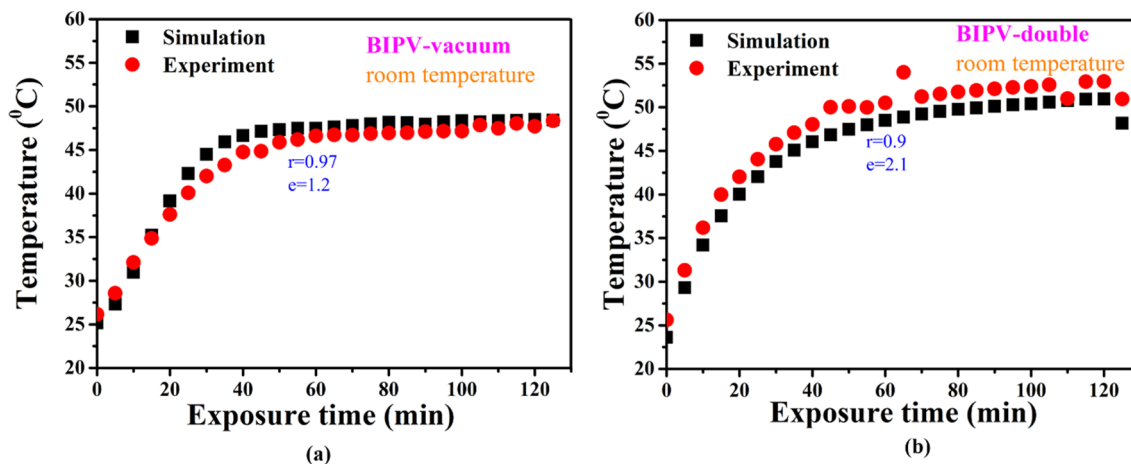 60
55
50
45
40
35
30
25
20
Temperature (⁰C)
Simulation
Experiment
BIPV-vacuum
room temperature
r=0.97
e=1.2
0 20 40 60 80 100 120
Exposure time (min)
(a)
60
55
50
45
40
35
30
25
20
Temperature (⁰C)
Simulation
Experiment
BIPV-double
room temperature
r=0.9
e=2.1
0 20 40 60 80 100 120
Exposure time (min)
(b)